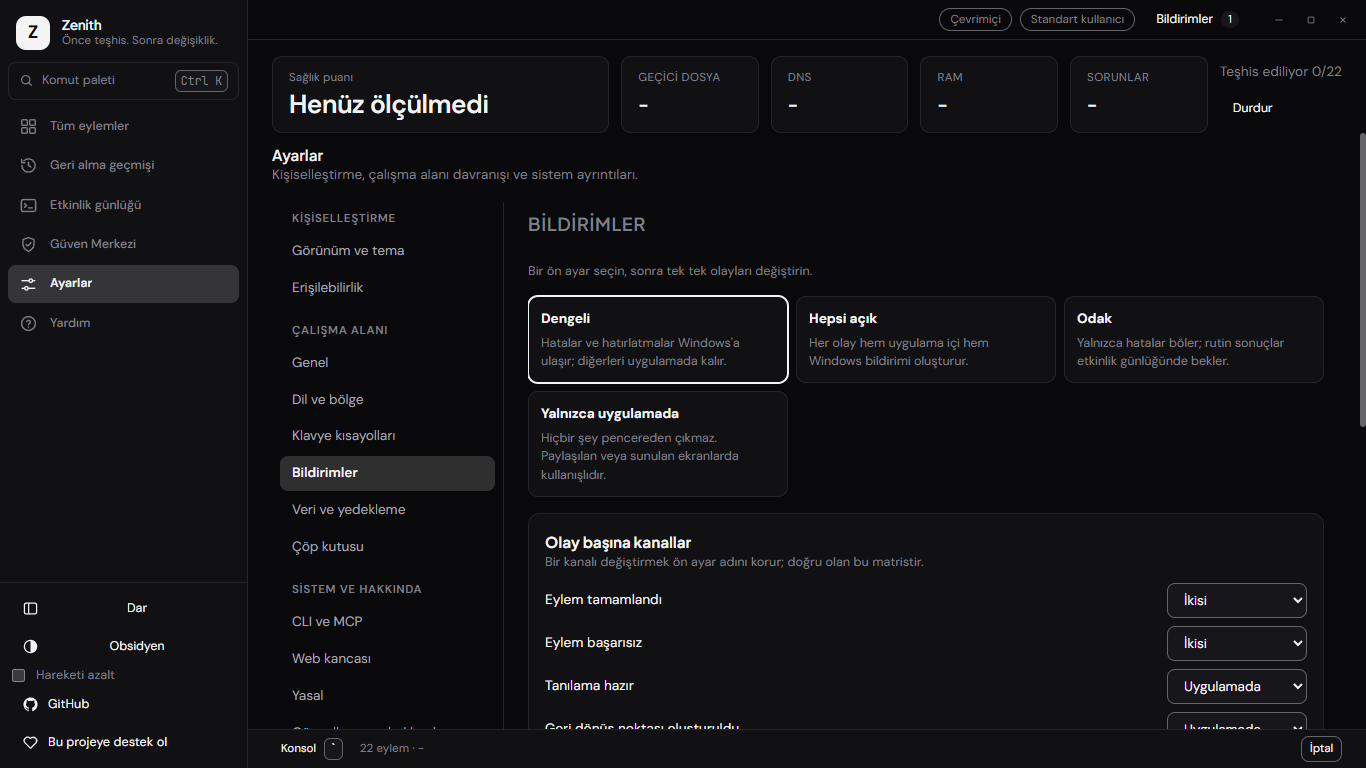 Z
Zenith
Önce teşhis. Sonra değişiklik.
Komut paleti
Ctrl K
Tüm eylemler
Geri alma geçmişi
Etkinlik günlüğü
Güven Merkezi
Ayarlar
Yardım
Dar
Obsidyen
Hareketi azalt
GitHub
Bu projeye destek ol
Çevrimiçi
Standart kullanıcı
Bildirimler 1
Sağlık puanı
Henüz ölçülmedi
GEÇİCİ DOSYA
–
DNS
–
RAM
–
SORUNLAR
–
Teşhis ediliyor 0/22
Durdur
Ayarlar
Kişiselleştirme, çalışma alanı davranışı ve sistem ayrıntıları.
KİŞİSELLEŞTİRME
Görünüm ve tema
Erişilebilirlik
ÇALIŞMA ALANI
Genel
Dil ve bölge
Klavye kısayolları
Bildirimler
Veri ve yedekleme
Çöp kutusu
SİSTEM VE HAKKINDA
CLI ve MCP
Web kancası
Yasal
BİLDİRİMLER
Bir ön ayar seçin, sonra tek tek olayları değiştirin.
Dengeli
Hatalar ve hatırlatmalar Windows'a
ulaşır; diğerleri uygulamada kalır.
Hepsi açık
Her olay hem uygulama içi hem
Windows bildirimi oluşturur.
Odak
Yalnızca hatalar böler; rutin sonuçlar
etkinlik günlüğünde bekler.
Yalnızca uygulamada
Hiçbir şey pencereden çıkmaz.
Paylaşılan veya sunulan ekranlarda
kullanışlıdır.
Olay başına kanallar
Bir kanalı değiştirmek ön ayar adını korur; doğru olan bu matristir.
Eylem tamamlandı
İkisi
Eylem başarısız
İkisi
Tanılama hazır
Uygulamada
Geri dönüş noktası oluşturuldu
Uygulamada
Konsol `
22 eylem · –
İptal